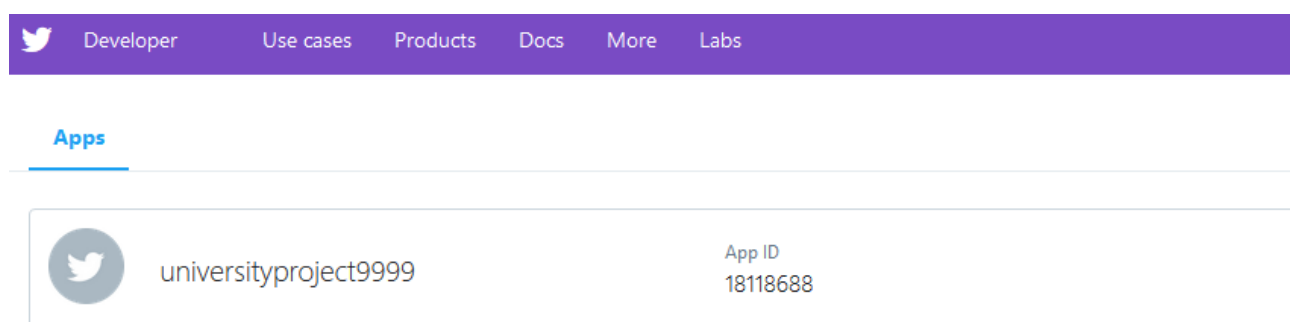 Developer Use cases Products Docs More Labs
Apps
universityproject9999
App ID
18118688